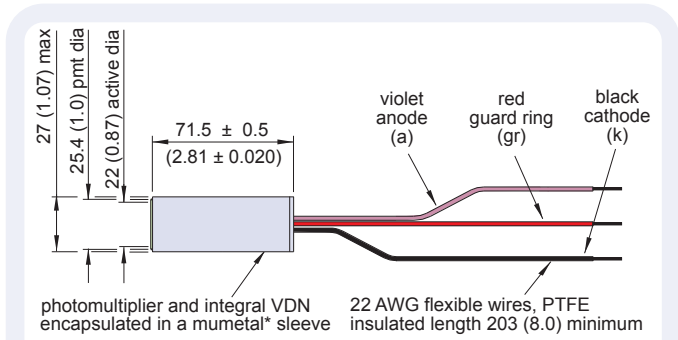 27 (1.07) max
25.4 (1.0) pmt dia
22 (0.87) active dia
71.5 ± 0.5
(2.81 ± 0.020)
violet
anode
(a)
red
guard ring
(gr)
black
cathode
(k)
photomultiplier and integral VDN
encapsulated in a mumetal* sleeve
22 AWG flexible wires, PTFE
insulated length 203 (8.0) minimum